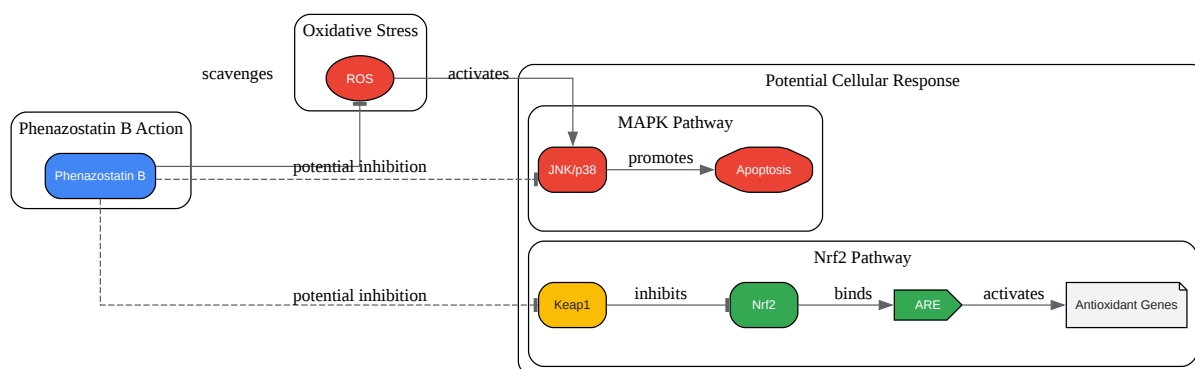 Oxidative Stress
scavenges
ROS
activates
Potential Cellular Response
Phenazostatin B Action
Phenazostatin B
potential inhibition
MAPK Pathway
JNK/p38
promotes
Apoptosis
Nrf2 Pathway
potential inhibition
Keap1
inhibits
Nrf2
binds
ARE
activates
Antioxidant Genes